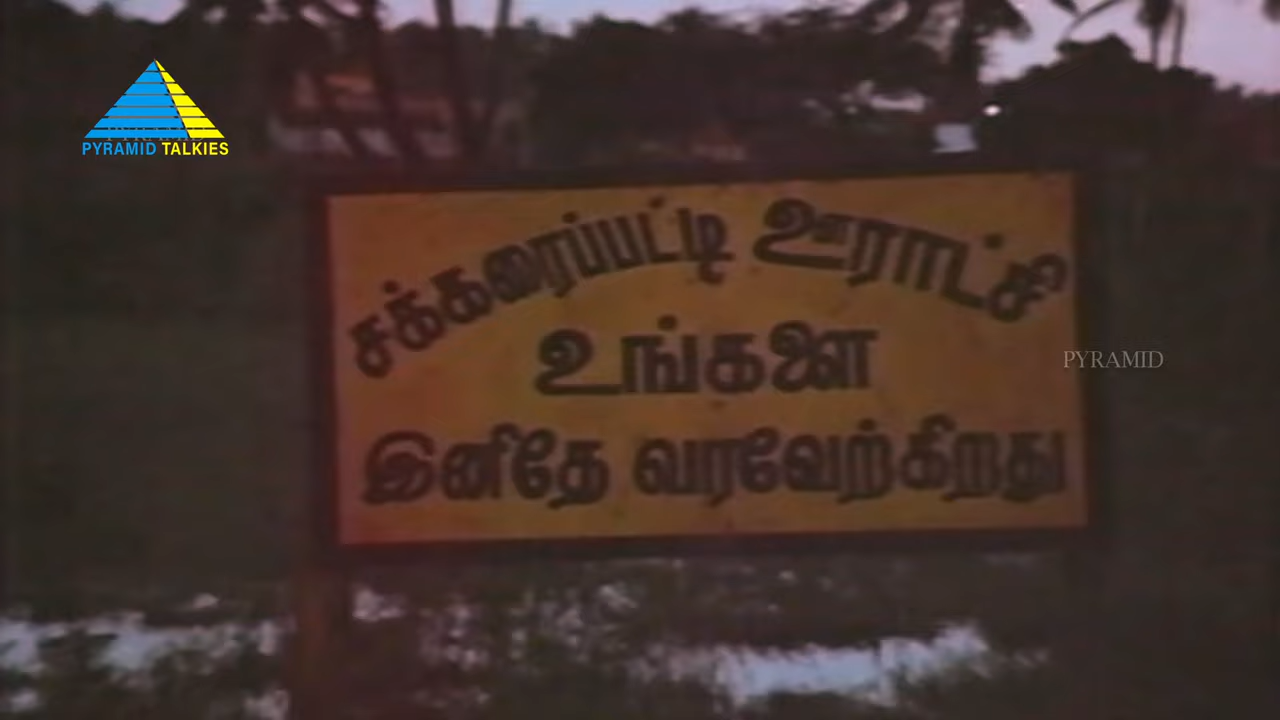 PYRAMID TALKIES
சக்கரைப்பட்டி ஊராட்சி
உங்களை
PYRAMID
இனிதே வரவேற்கிறது